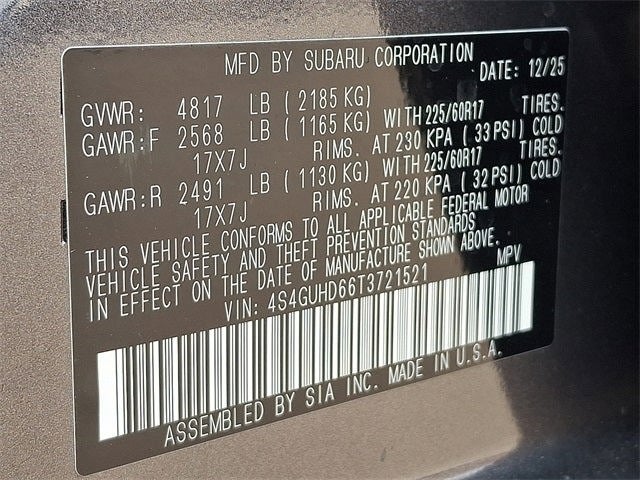 MFD BY SUBARU CORPORATION DATE: 12/25
GVWR: 4817 LB (2185 KG)
GAWR:F 2568 LB (1165 KG) WITH 225/60R17 TIRES.
17X7J RIMS. AT 230 KPA (33 PSI) COLD
GAWR:R 2491 LB (1130 KG) WITH 225/60R17 TIRES.
17X7J RIMS. AT 220 KPA (32 PSI) COLD
THIS VEHICLE CONFORMS TO ALL APPLICABLE FEDERAL MOTOR
VEHICLE SAFETY AND THEFT PREVENTION STANDARDS
IN EFFECT ON THE DATE OF MANUFACTURE SHOWN ABOVE.
VIN: 4S4GUHD66T3721521 MPV
ASSEMBLED BY SIA INC. MADE IN U.S.A.